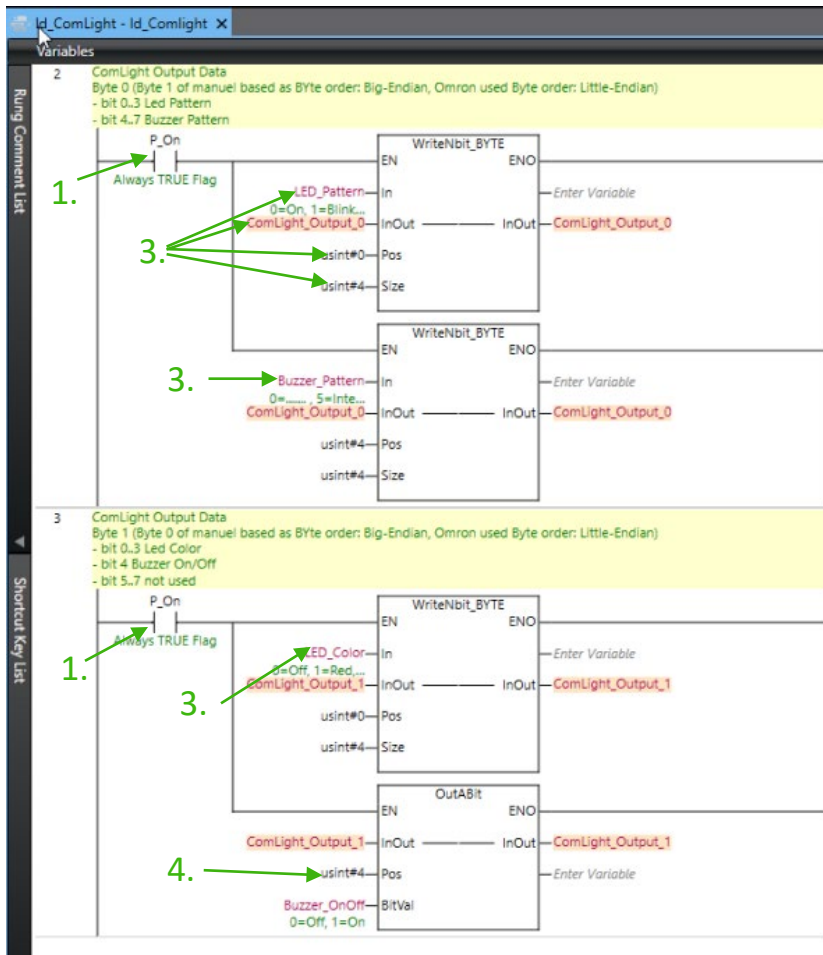 ld_ComLight - ld_Comlight X
Variables
Rung Comment List
Shortcut Key List
2
ComLight Output Data
Byte 0 (Byte 1 of manuel based as BYte order: Big-Endian, Omron used Byte order: Little-Endian)
- bit 0..3 Led Pattern
- bit 4..7 Buzzer Pattern
P_On
Always TRUE Flag
1.
WriteNbit_BYTE
EN ENO
LED_Pattern In Enter Variable
0=On, 1=Blink...
ComLight_Output_0 InOut InOut ComLight_Output_0
3.
usint#0 Pos
usint#4 Size
WriteNbit_BYTE
EN ENO
3.
Buzzer_Pattern In Enter Variable
0=...... , 5=Inte...
ComLight_Output_0 InOut InOut ComLight_Output_0
usint#4 Pos
usint#4 Size
3
ComLight Output Data
Byte 1 (Byte 0 of manuel based as BYte order: Big-Endian, Omron used Byte order: Little-Endian)
- bit 0..3 Led Color
- bit 4 Buzzer On/Off
- bit 5..7 not used
P_On
Always TRUE Flag
1.
WriteNbit_BYTE
EN ENO
LED_Color In Enter Variable
0=Off, 1=Red,...
ComLight_Output_1 InOut InOut ComLight_Output_1
3.
usint#0 Pos
usint#4 Size
OutABit
EN ENO
ComLight_Output_1 InOut InOut ComLight_Output_1
4.
usint#4 Pos Enter Variable
Buzzer_OnOff BitVal
0=Off, 1=On